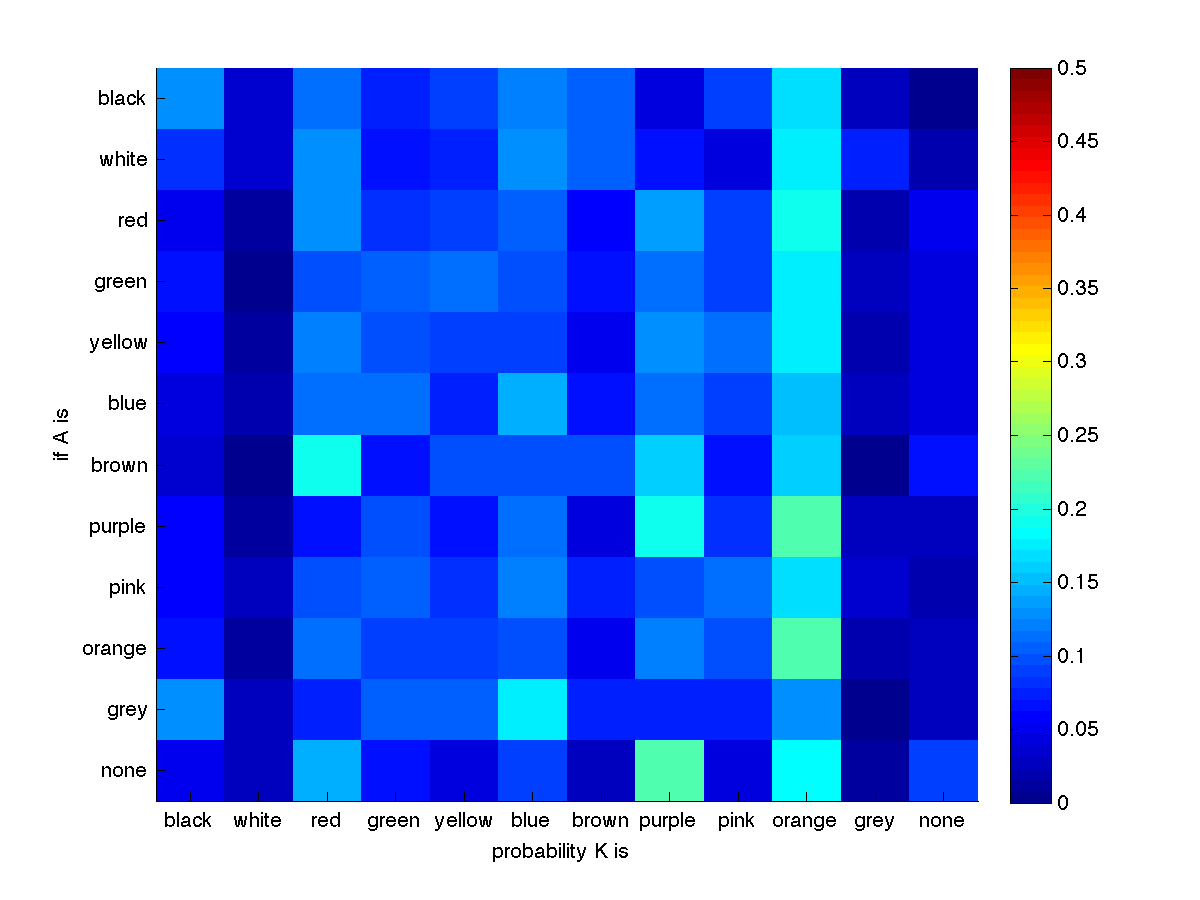 black
white
red
green
yellow
blue
brown
purple
pink
orange
grey
none
if A is
black white red green yellow blue brown purple pink orange grey none
probability K is
0.5
0.45
0.4
0.35
0.3
0.25
0.2
0.15
0.1
0.05
0